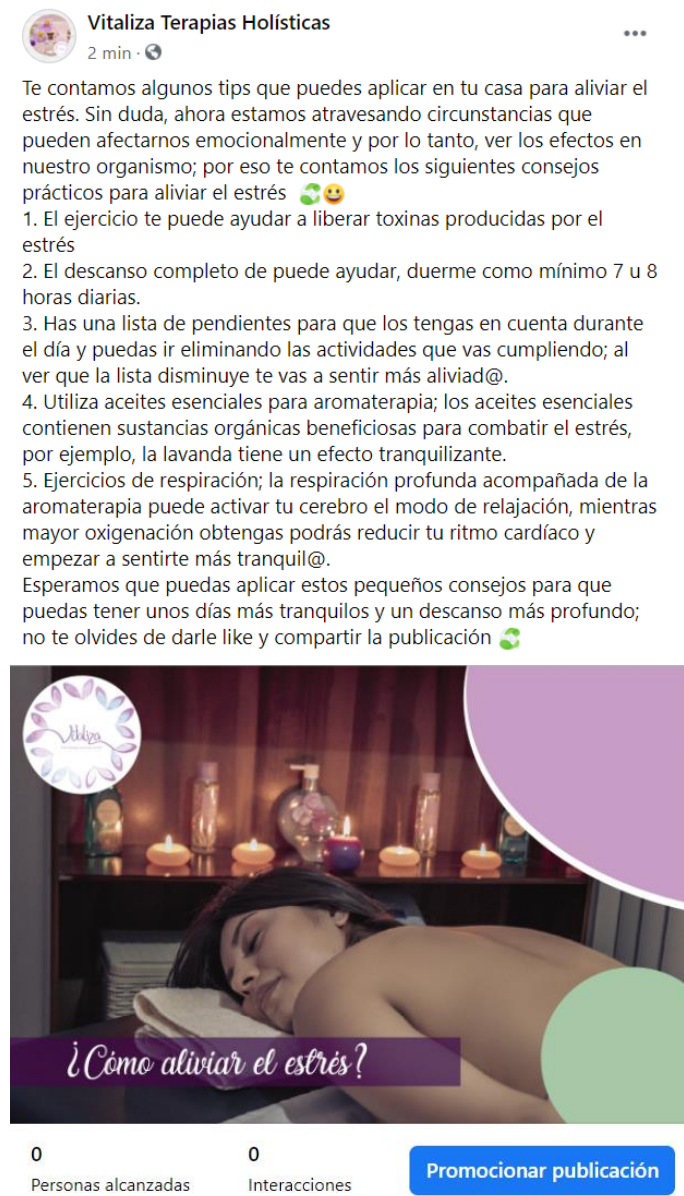 Vitaliza Terapias Holísticas
2 min ·
Te contamos algunos tips que puedes aplicar en tu casa para aliviar el
estrés. Sin duda, ahora estamos atravesando circunstancias que
pueden afectarnos emocionalmente y por lo tanto, ver los efectos en
nuestro organismo; por eso te contamos los siguientes consejos
prácticos para aliviar el estrés 😀
1. El ejercicio te puede ayudar a liberar toxinas producidas por el
estrés
2. El descanso completo de puede ayudar, duerme como mínimo 7 u 8
horas diarias.
3. Has una lista de pendientes para que los tengas en cuenta durante
el día y puedas ir eliminando las actividades que vas cumpliendo; al
ver que la lista disminuye te vas a sentir más aliviad@.
4. Utiliza aceites esenciales para aromaterapia; los aceites esenciales
contienen sustancias orgánicas beneficiosas para combatir el estrés,
por ejemplo, la lavanda tiene un efecto tranquilizante.
5. Ejercicios de respiración; la respiración profunda acompañada de la
aromaterapia puede activar tu cerebro el modo de relajación, mientras
mayor oxigenación obtengas podrás reducir tu ritmo cardíaco y
empezar a sentirte más tranquil@.
Esperamos que puedas aplicar estos pequeños consejos para que
puedas tener unos días más tranquilos y un descanso más profundo;
no te olvides de darle like y compartir la publicación
Vitaliza
¿Cómo aliviar el estrés?
0
Personas alcanzadas
0
Interacciones
Promocionar publicación